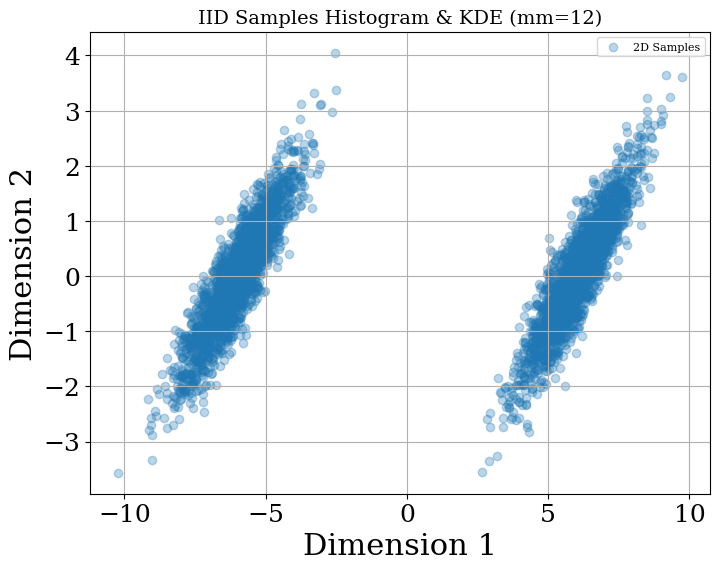 IID Samples Histogram & KDE (mm=12)
2D Samples
4
3
2
1
0
−1
−2
−3
Dimension 2
−10 −5 0 5 10
Dimension 1